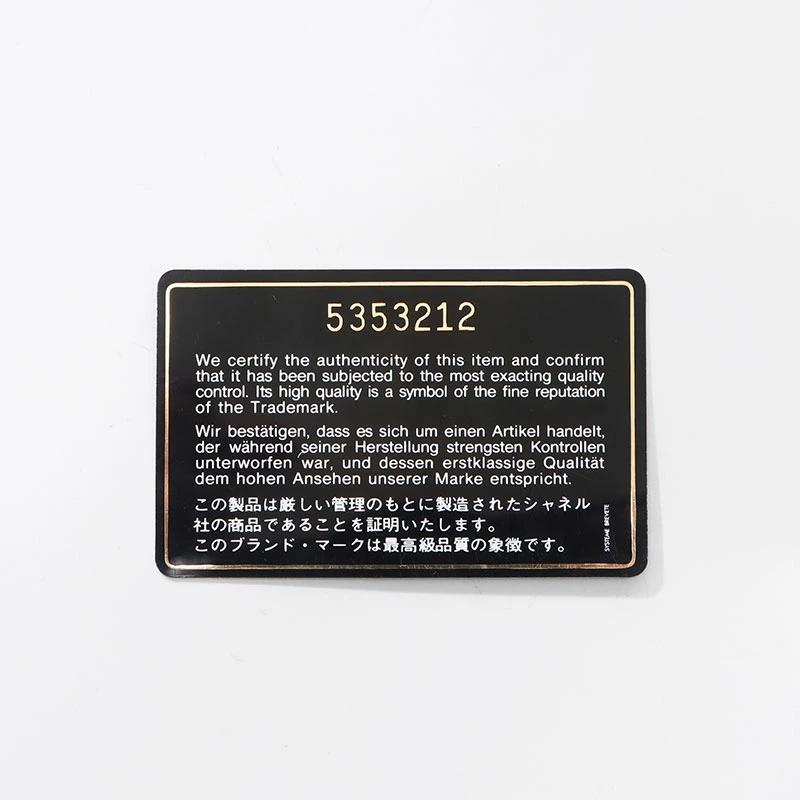 5353212
We certify the authenticity of this item and confirm
that it has been subjected to the most exacting quality
control. Its high quality is a symbol of the fine reputation
of the Trademark.
Wir bestätigen, dass es sich um einen Artikel handelt,
der während seiner Herstellung strengsten Kontrollen
unterworfen war, und dessen erstklassige Qualität
dem hohen Ansehen unserer Marke entspricht.
この製品は厳しい管理のもとに製造されたシャネル
社の商品であることを証明いたします。
このブランド・マークは最高級品質の象徴です。
SYSTEME BREVETE